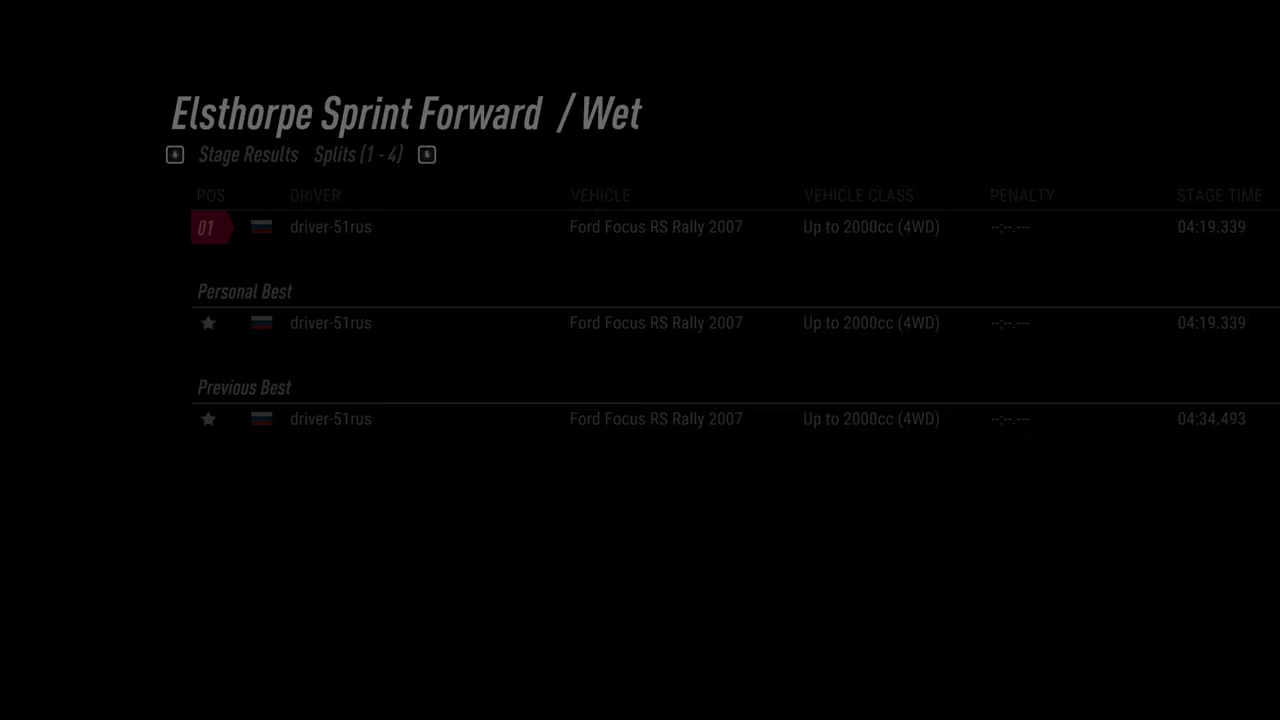 Elsthorpe Sprint Forward / Wet
Stage Results Splits (1 - 4)
POS DRIVER VEHICLE VEHICLE CLASS PENALTY STAGE TIME
01 driver-51rus Ford Focus RS Rally 2007 Up to 2000cc (4WD) --:--.--- 04:19.339
Personal Best
driver-51rus Ford Focus RS Rally 2007 Up to 2000cc (4WD) --:--.--- 04:19.339
Previous Best
driver-51rus Ford Focus RS Rally 2007 Up to 2000cc (4WD) --:--.--- 04:34.493